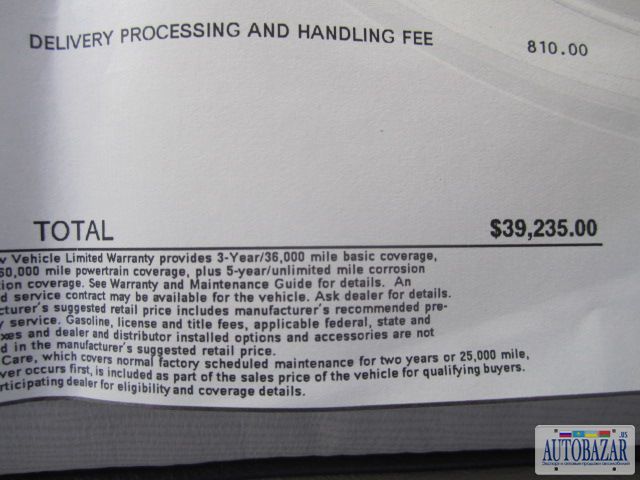 DELIVERY PROCESSING AND HANDLING FEE 810.00
TOTAL $39,235.00
Vehicle Limited Warranty provides 3-Year/36,000 mile basic coverage,
60,000 mile powertrain coverage, plus 5-year/unlimited mile corrosion
coverage. See Warranty and Maintenance Guide for details. An
service contract may be available for the vehicle. Ask dealer for details.
cturer's suggested retail price includes manufacturer's recommended pre-
y service. Gasoline, license and title fees, applicable federal, state and
xes and dealer and distributor installed options and accessories are not
d in the manufacturer's suggested retail price.
Care, which covers normal factory scheduled maintenance for two years or 25,000 mile,
ver occurs first, is included as part of the sales price of the vehicle for qualifying buyers.
rticipating dealer for eligibility and coverage details.
AUTOBAZAR .US